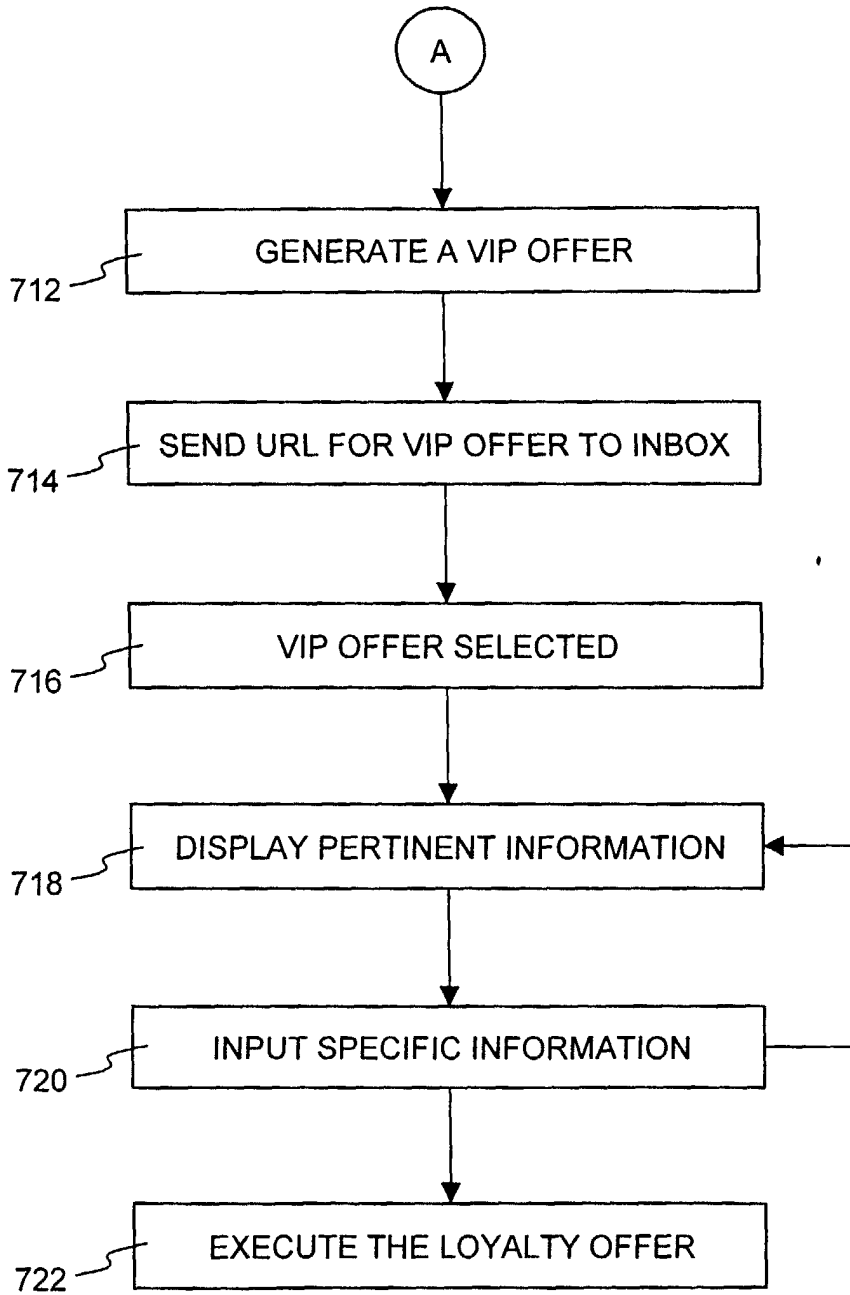 A
GENERATE A VIP OFFER
712
SEND URL FOR VIP OFFER TO INBOX
714
VIP OFFER SELECTED
716
DISPLAY PERTINENT INFORMATION
718
INPUT SPECIFIC INFORMATION
720
EXECUTE THE LOYALTY OFFER
722